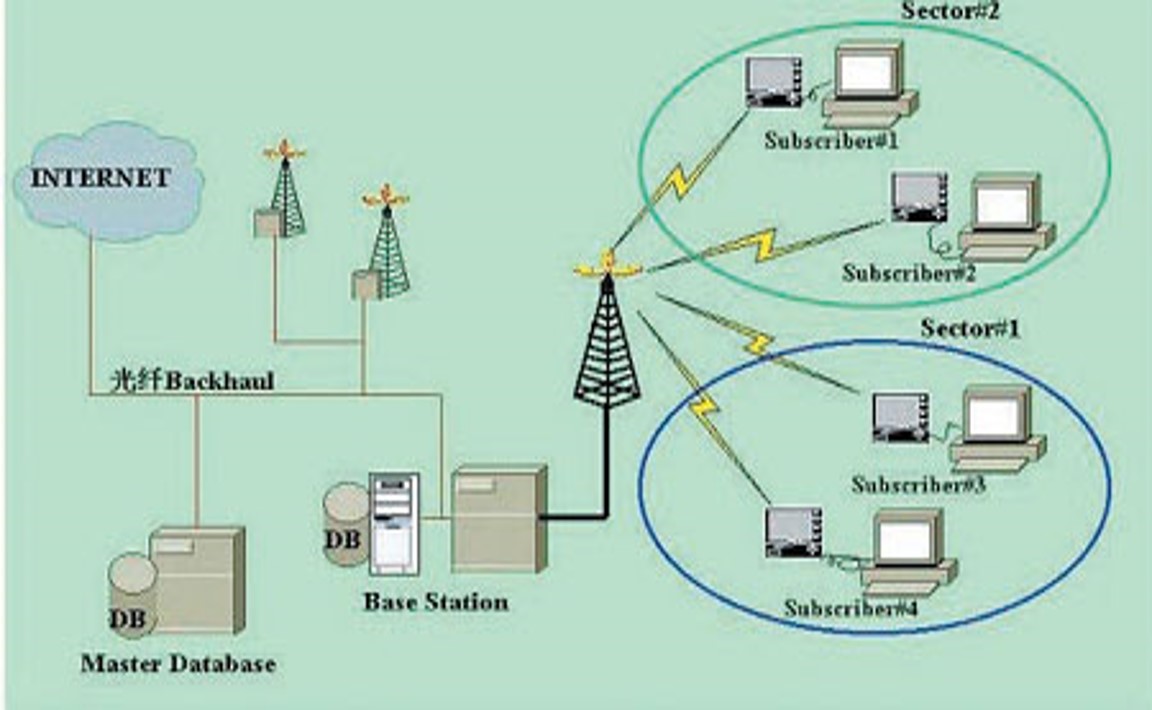 Sector#2
Subscriber#1
INTERNET
Subscriber#2
Sector#1
光纤Backhaul
Subscriber#3
DB
Base Station
Subscriber#4
DB
Master Database